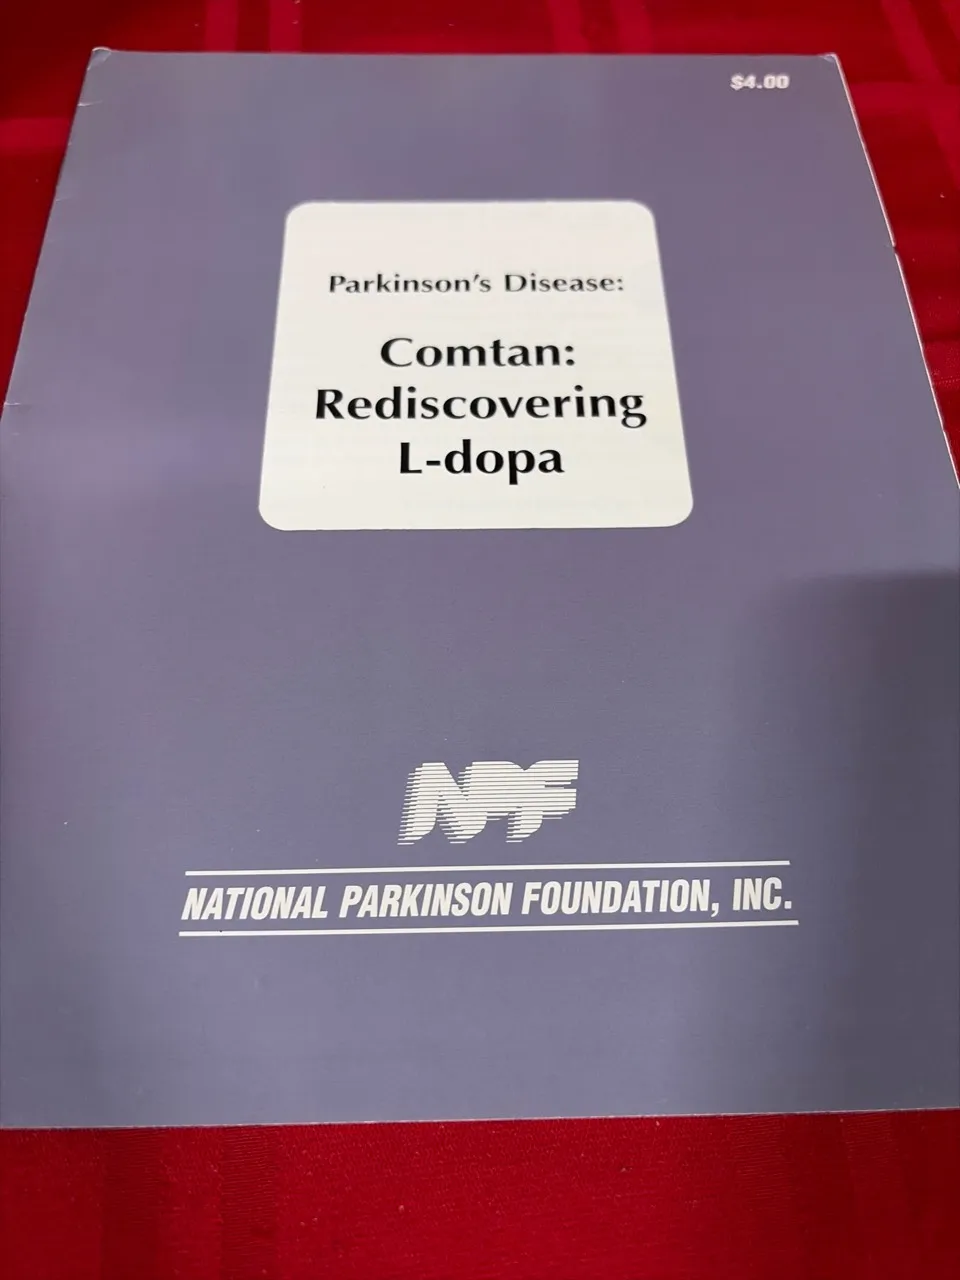 $4.00
Parkinson's Disease:
Comtan:
Rediscovering
L-dopa
NPF
NATIONAL PARKINSON FOUNDATION, INC.